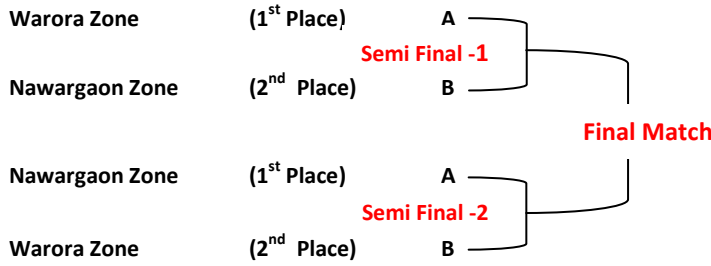 Warora Zone (1st Place) A
Semi Final -1
Nawargaon Zone (2nd Place) B
Final Match
Nawargaon Zone (1st Place) A
Semi Final -2
Warora Zone (2nd Place) B